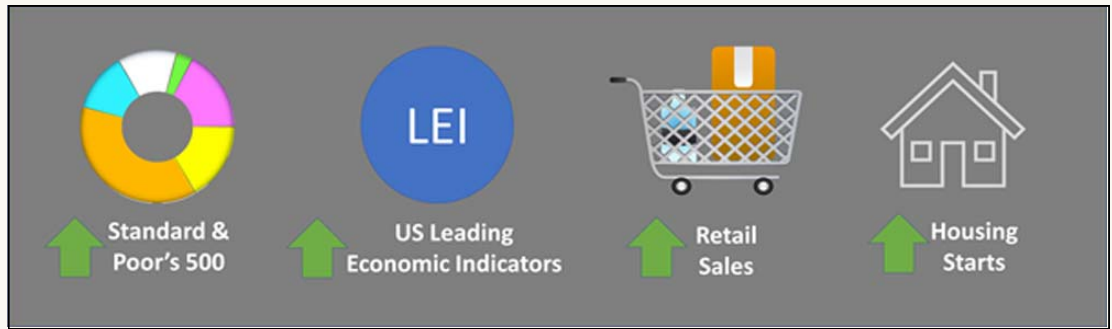 LEI
Standard &
Poor's 500
US Leading
Economic Indicators
Retail
Sales
Housing
Starts